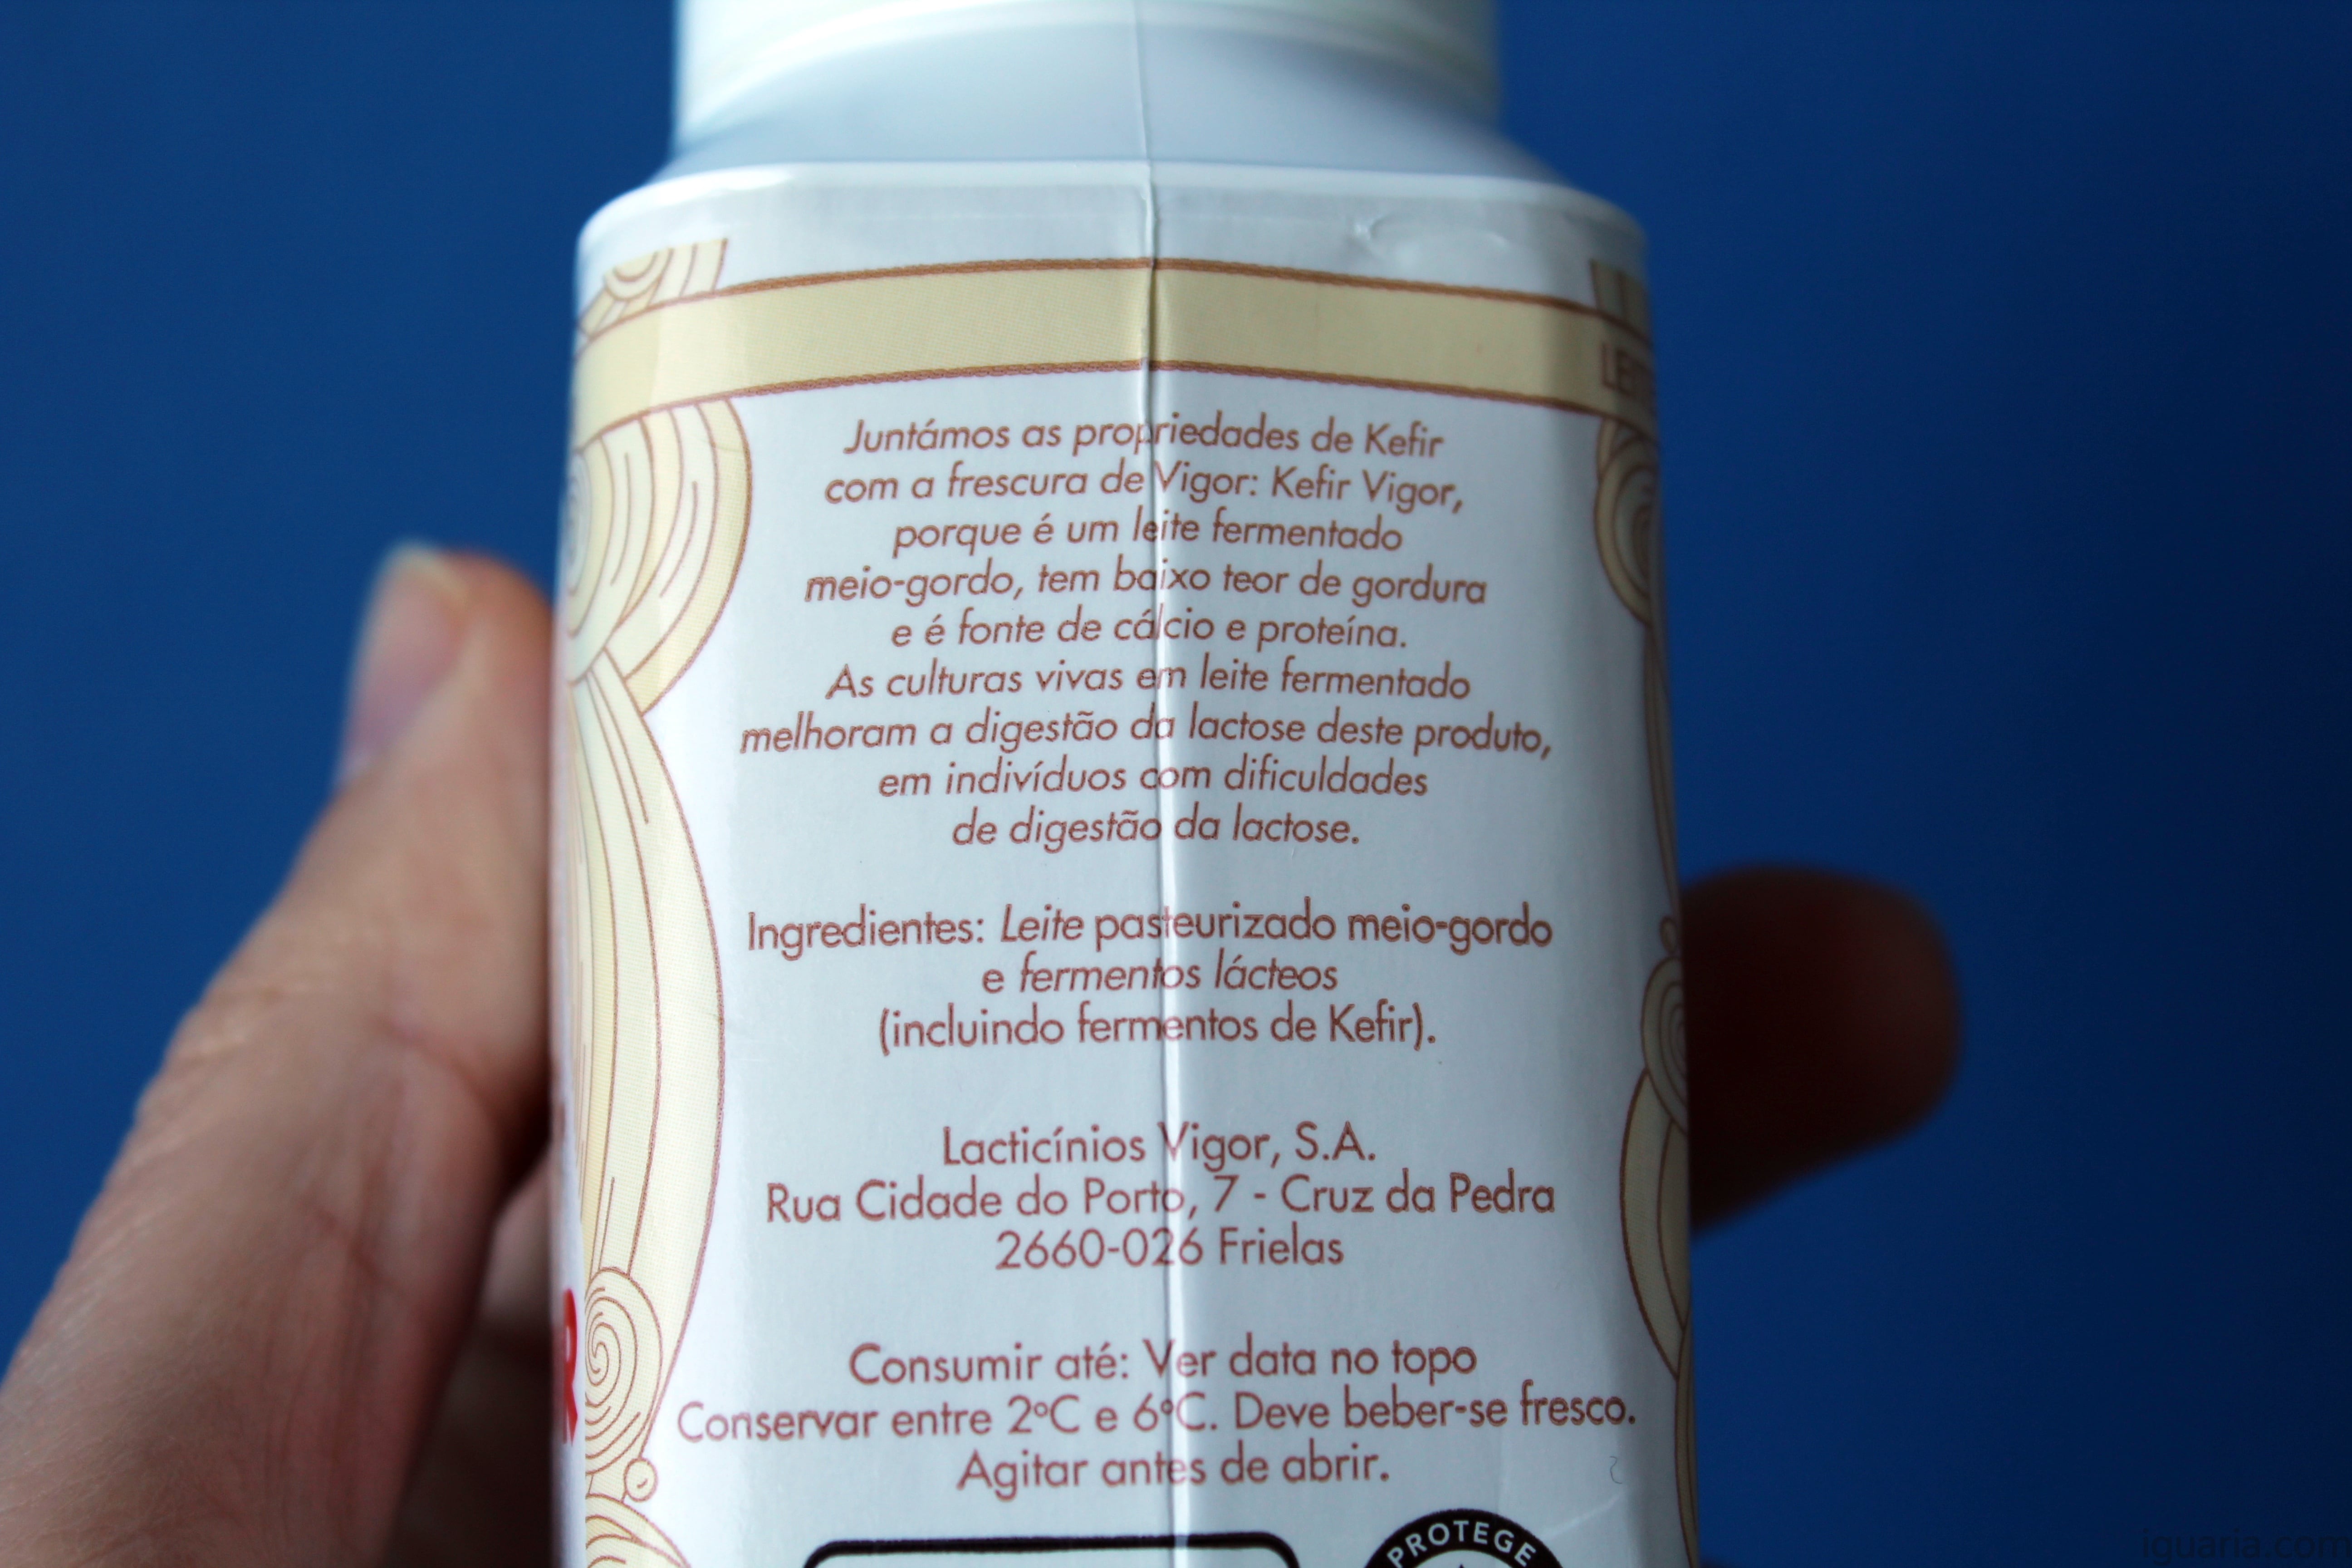 Juntámos as propriedades de Kefir
com a frescura de Vigor: Kefir Vigor,
porque é um leite fermentado
meio-gordo, tem baixo teor de gordura
e é fonte de cálcio e proteína.
As culturas vivas em leite fermentado
melhoram a digestão da lactose deste produto,
em indivíduos com dificuldades
de digestão da lactose.
Ingredientes: Leite pasteurizado meio-gordo
e fermentos lácteos
(incluindo fermentos de Kefir).
Lacticínios Vigor, S.A.
Rua Cidade do Porto, 7 - Cruz da Pedra
2660-026 Frielas
Consumir até: Ver data no topo
Conservar entre 2ºC e 6ºC. Deve beber-se fresco.
Agitar antes de abrir.
PROTEGE
iquaria.com